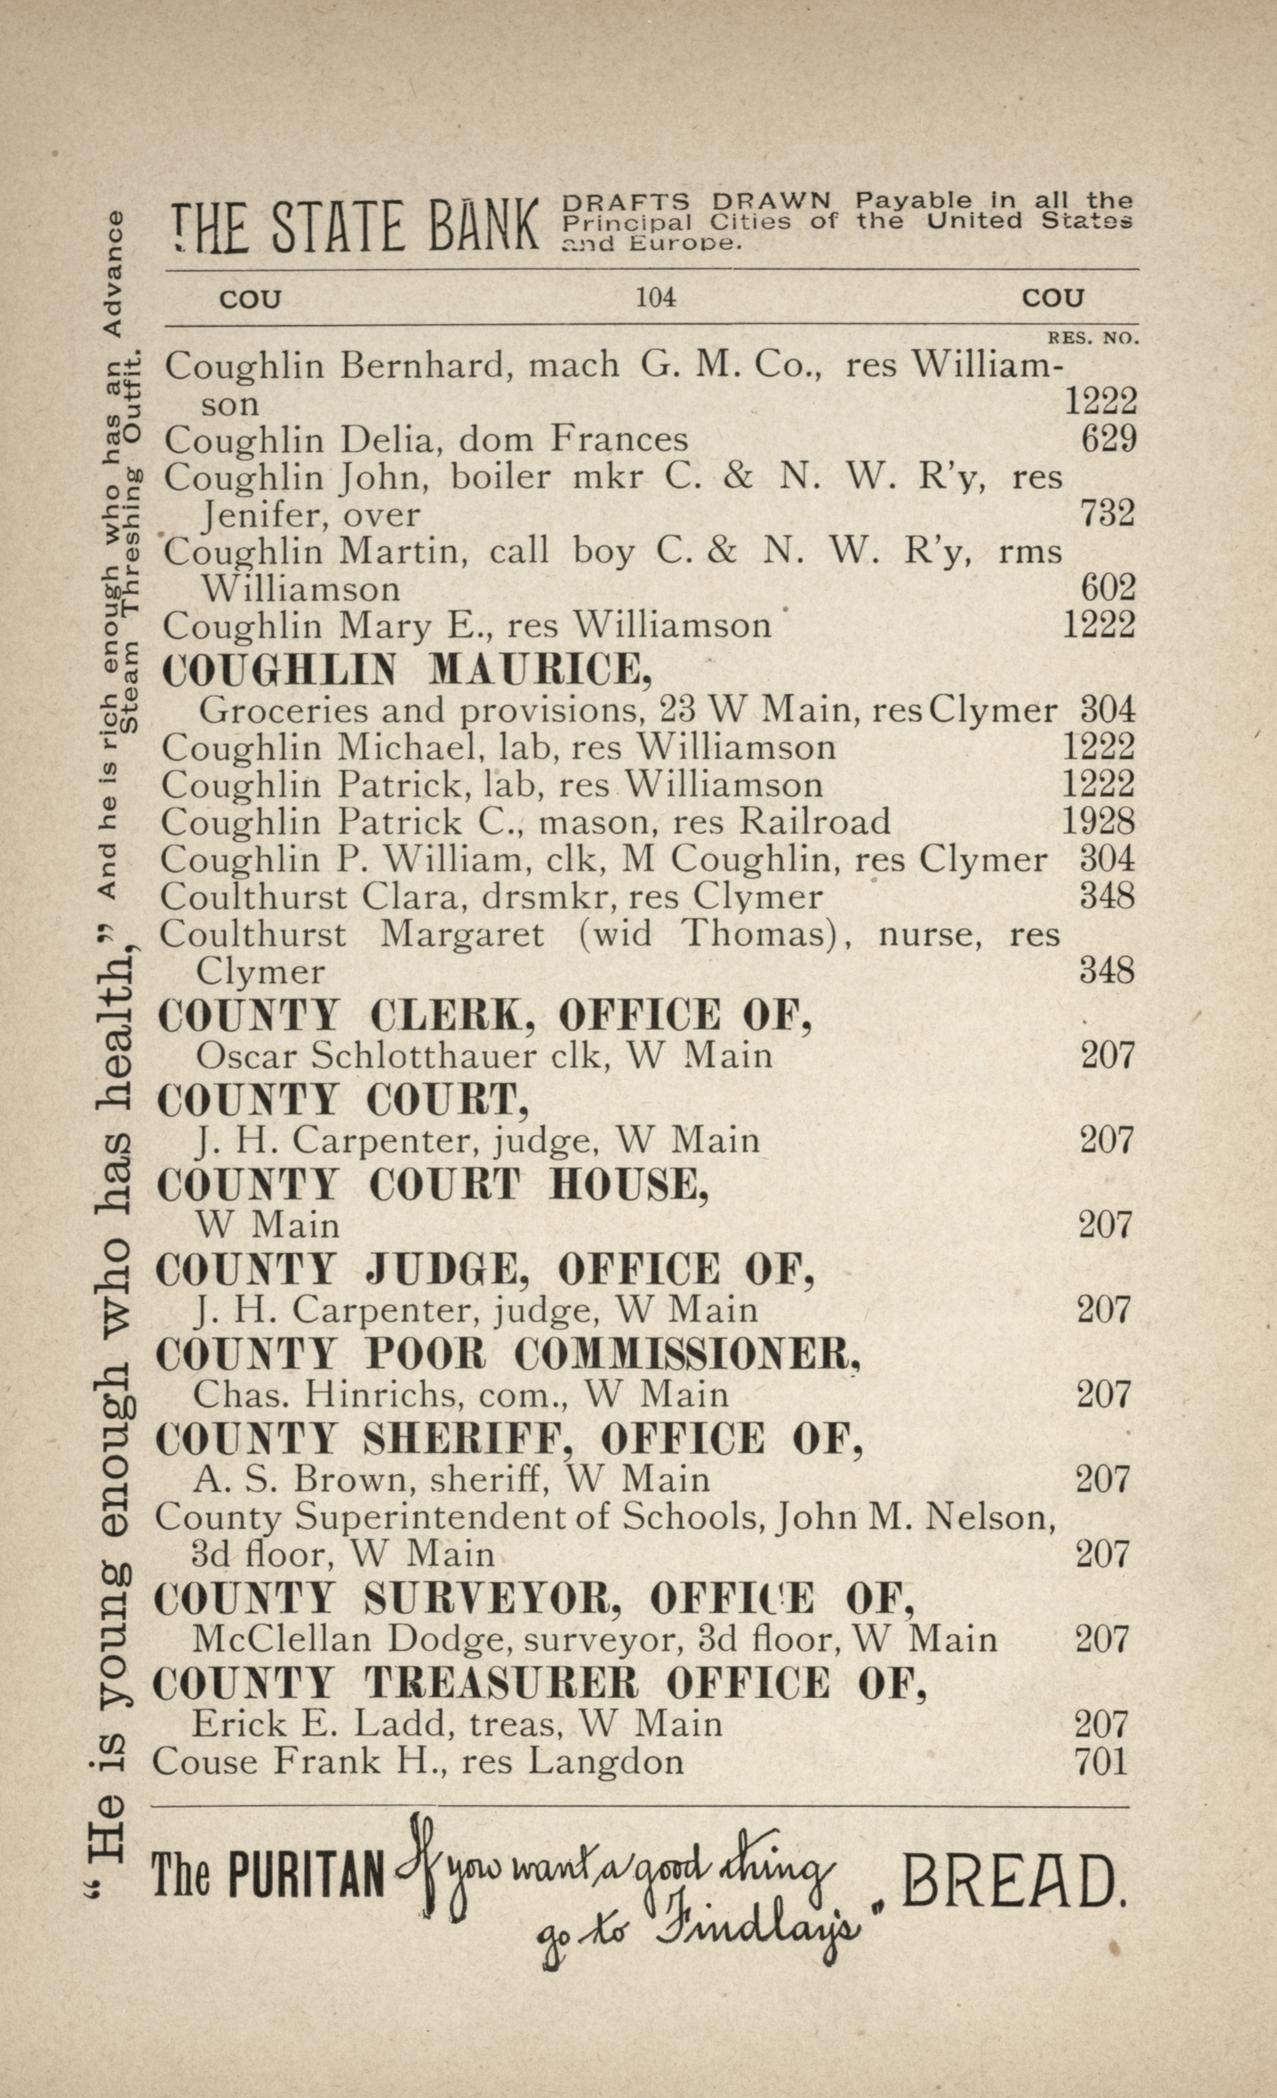 THE STATE BANK
DRAFTS DRAWN Payable in all the
Principal Cities of the United States
and Europe.
COU 104 COU
RES. NO.
Coughlin Bernhard, mach G. M. Co., res William-
son 1222
Coughlin Delia, dom Frances 629
Coughlin John, boiler mkr C. & N. W. R'y, res
Jenifer, over 732
Coughlin Martin, call boy C. & N. W. R'y, rms
Williamson 602
Coughlin Mary E., res Williamson 1222
COUGHLIN MAURICE,
Groceries and provisions, 23 W Main, res Clymer 304
Coughlin Michael, lab, res Williamson 1222
Coughlin Patrick, lab, res Williamson 1222
Coughlin Patrick C., mason, res Railroad 1928
Coughlin P. William, clk, M Coughlin, res Clymer 304
Coulthurst Clara, drsmkr, res Clymer 348
Coulthurst Margaret (wid Thomas), nurse, res
Clymer 348
COUNTY CLERK, OFFICE OF,
Oscar Schlotthauer clk, W Main 207
COUNTY COURT,
J. H. Carpenter, judge, W Main 207
COUNTY COURT HOUSE,
W Main 207
COUNTY JUDGE, OFFICE OF,
J. H. Carpenter, judge, W Main 207
COUNTY POOR COMMISSIONER,
Chas. Hinrichs, com., W Main 207
COUNTY SHERIFF, OFFICE OF,
A. S. Brown, sheriff, W Main 207
County Superintendent of Schools, John M. Nelson,
3d floor, W Main 207
COUNTY SURVEYOR, OFFICE OF,
McClellan Dodge, surveyor, 3d floor, W Main 207
COUNTY TREASURER OFFICE OF,
Erick E. Ladd, treas, W Main 207
Couse Frank H., res Langdon 701
The PURITAN If you want a good thing BREAD.
go to "Findlay's"
"He is young enough who has health," And he is rich enough who has an Advance
Steam Threshing Outfit.